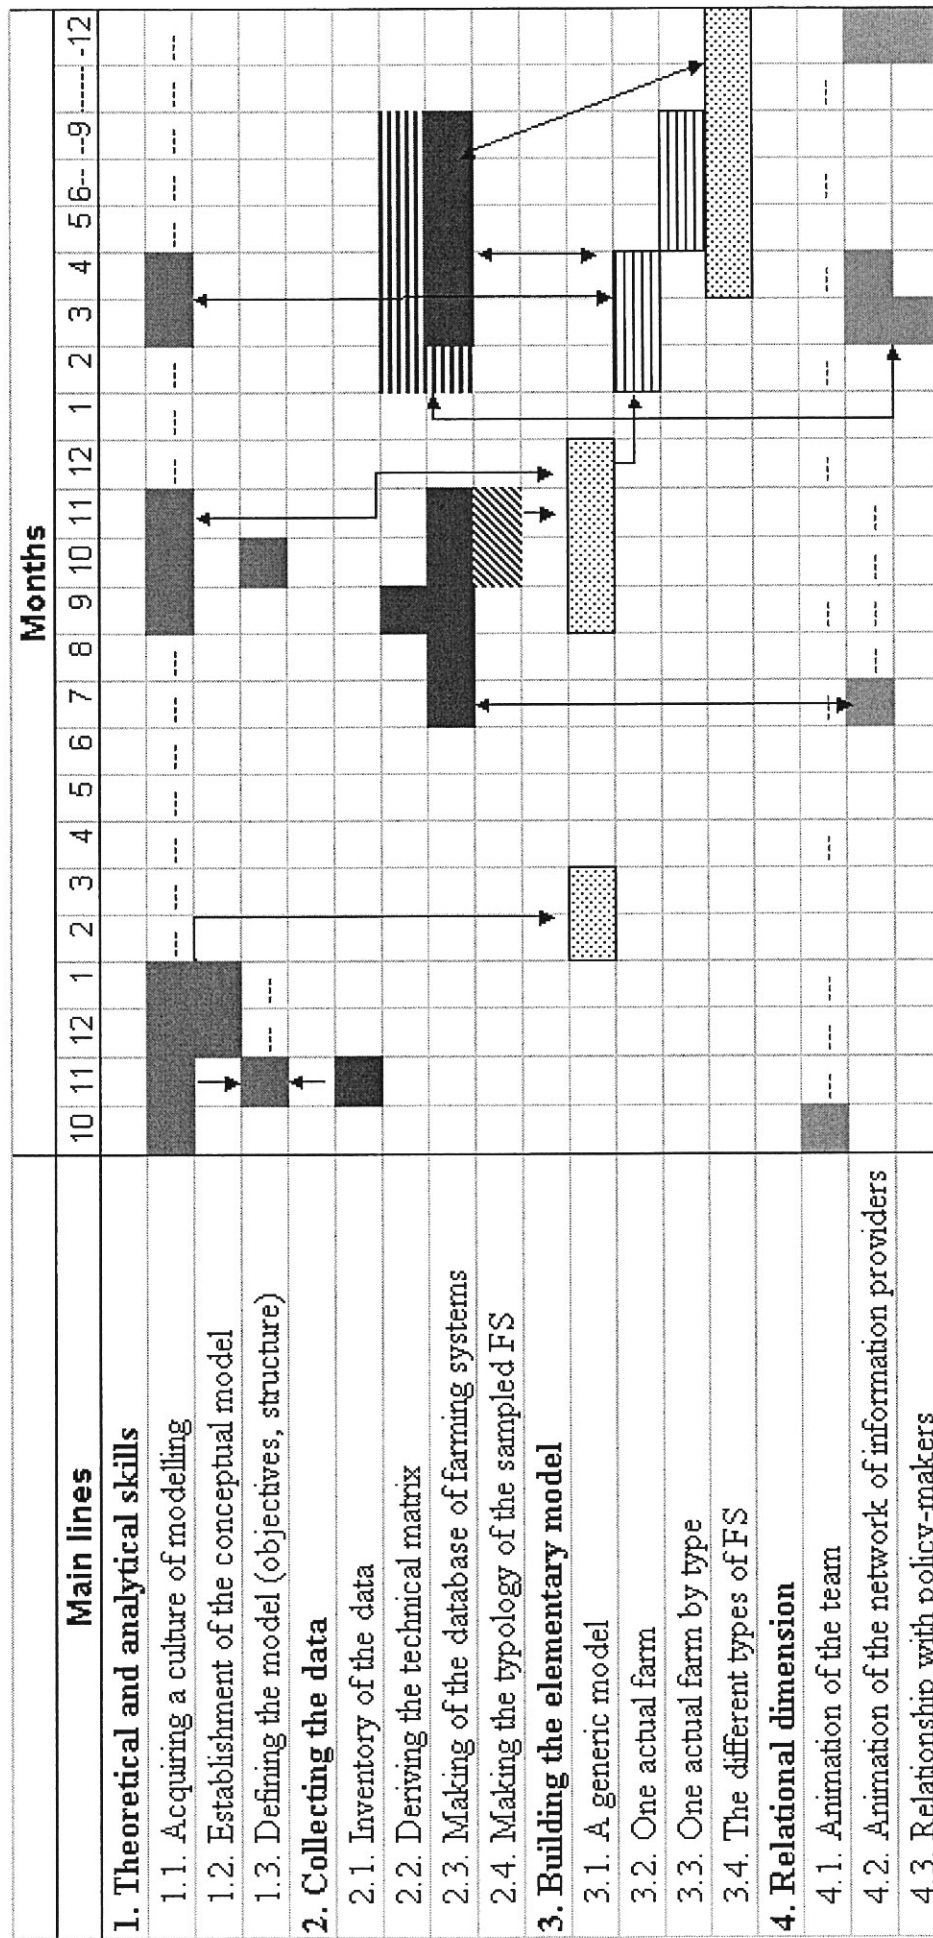 Months
Main lines
10 11 12 1 2 3 4 5 6 7 8 9 10 11 12 1 2 3 4 5 6-- --9 ------- -12
1. Theoretical and analytical skills
1.1. Acquiring a culture of modelling
1.2. Establishment of the conceptual model
1.3. Defining the model (objectives, structure)
2. Collecting the data
2.1. Inventory of the data
2.2. Deriving the technical matrix
2.3. Making of the database of farming systems
2.4. Making the typology of the sampled FS
3. Building the elementary model
3.1. A generic model
3.2. One actual farm
3.3. One actual farm by type
3.4. The different types of FS
4. Relational dimension
4.1. Animation of the team
4.2. Animation of the network of information providers
4.3. Relationship with policy-makers